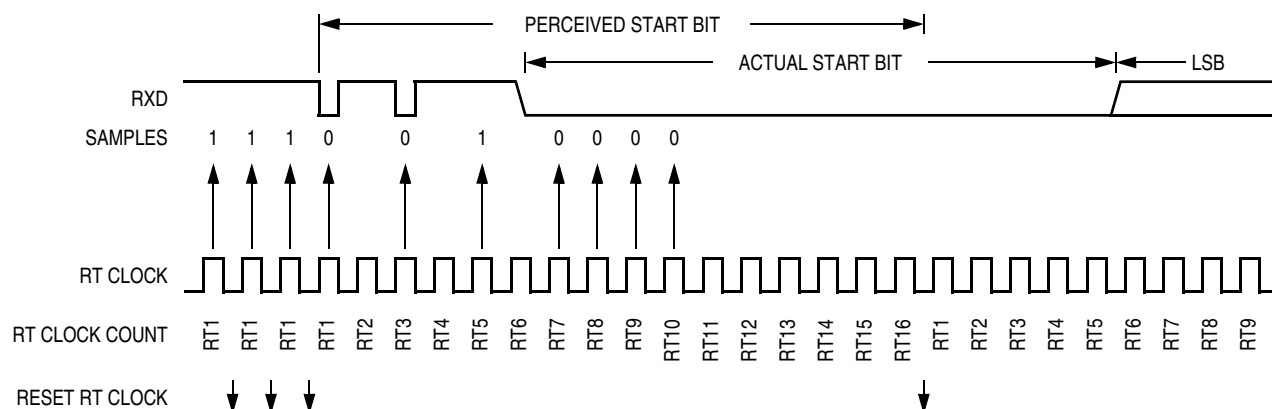 PERCEIVED START BIT
ACTUAL START BIT LSB
RXD
SAMPLES 1 1 1 0 0 1 0 0 0 0
RT CLOCK
RT CLOCK COUNT RT1 RT1 RT1 RT1 RT2 RT3 RT4 RT5 RT6 RT7 RT8 RT9 RT10 RT11 RT12 RT13 RT14 RT15 RT16 RT1 RT2 RT3 RT4 RT5 RT6 RT7 RT8 RT9
RESET RT CLOCK